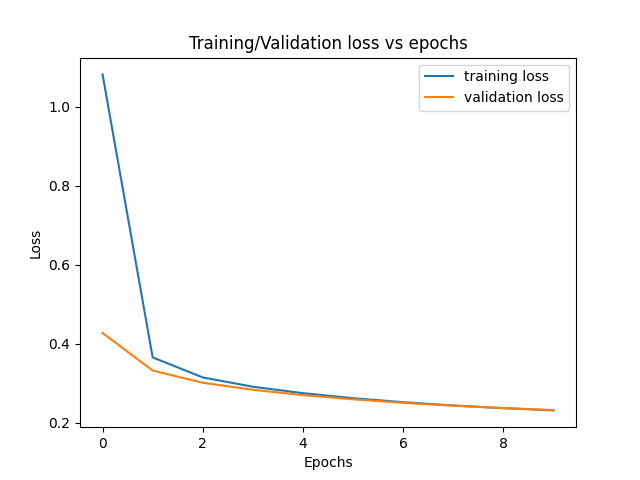 Training/Validation loss vs epochs
training loss
validation loss
1.0
0.8
0.6
0.4
0.2
Loss
0 2 4 6 8
Epochs